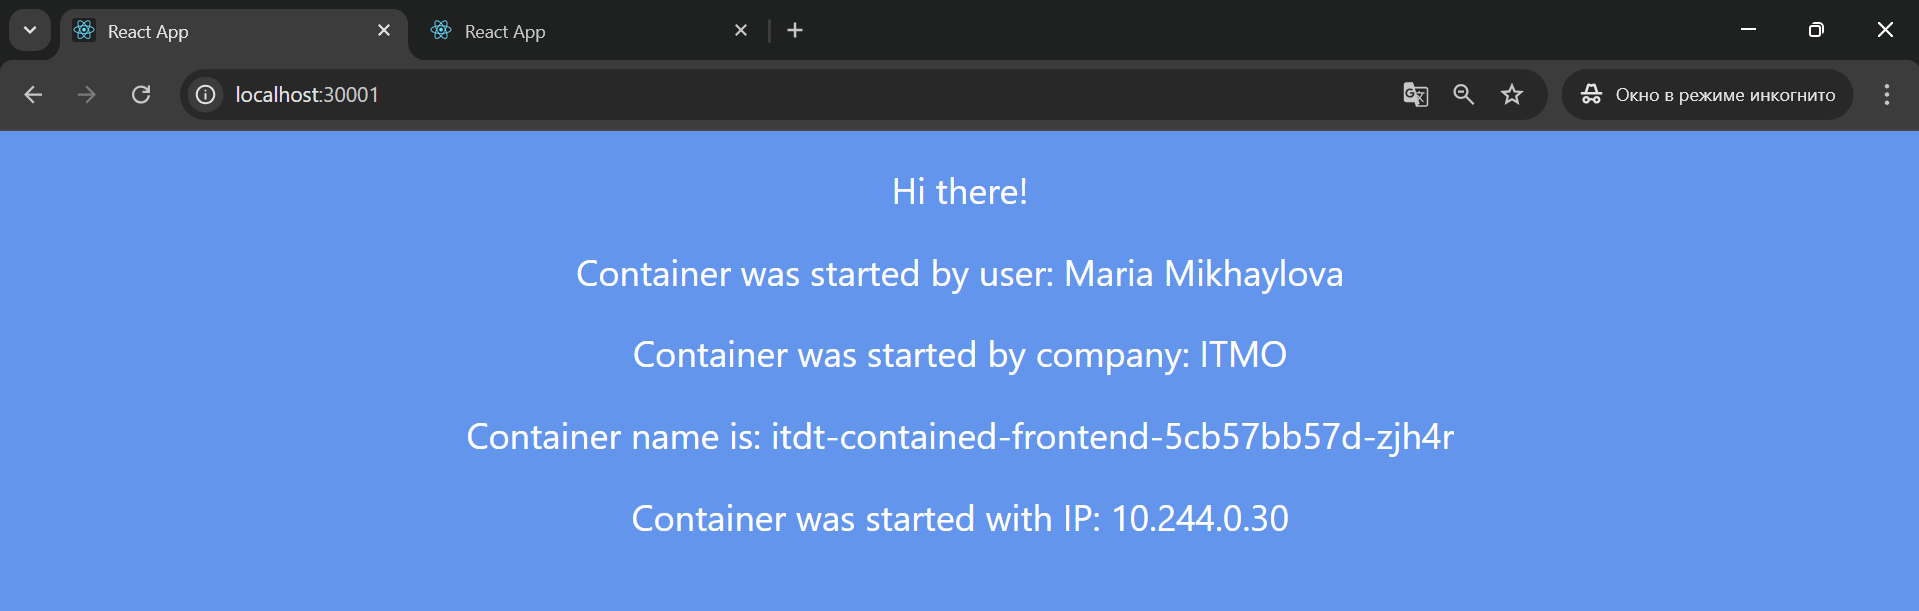 React App
React App
localhost:30001
Окно в режиме инкогнито
Hi there!
Container was started by user: Maria Mikhaylova
Container was started by company: ITMO
Container name is: itdt-contained-frontend-5cb57bb57d-zjh4r
Container was started with IP: 10.244.0.30